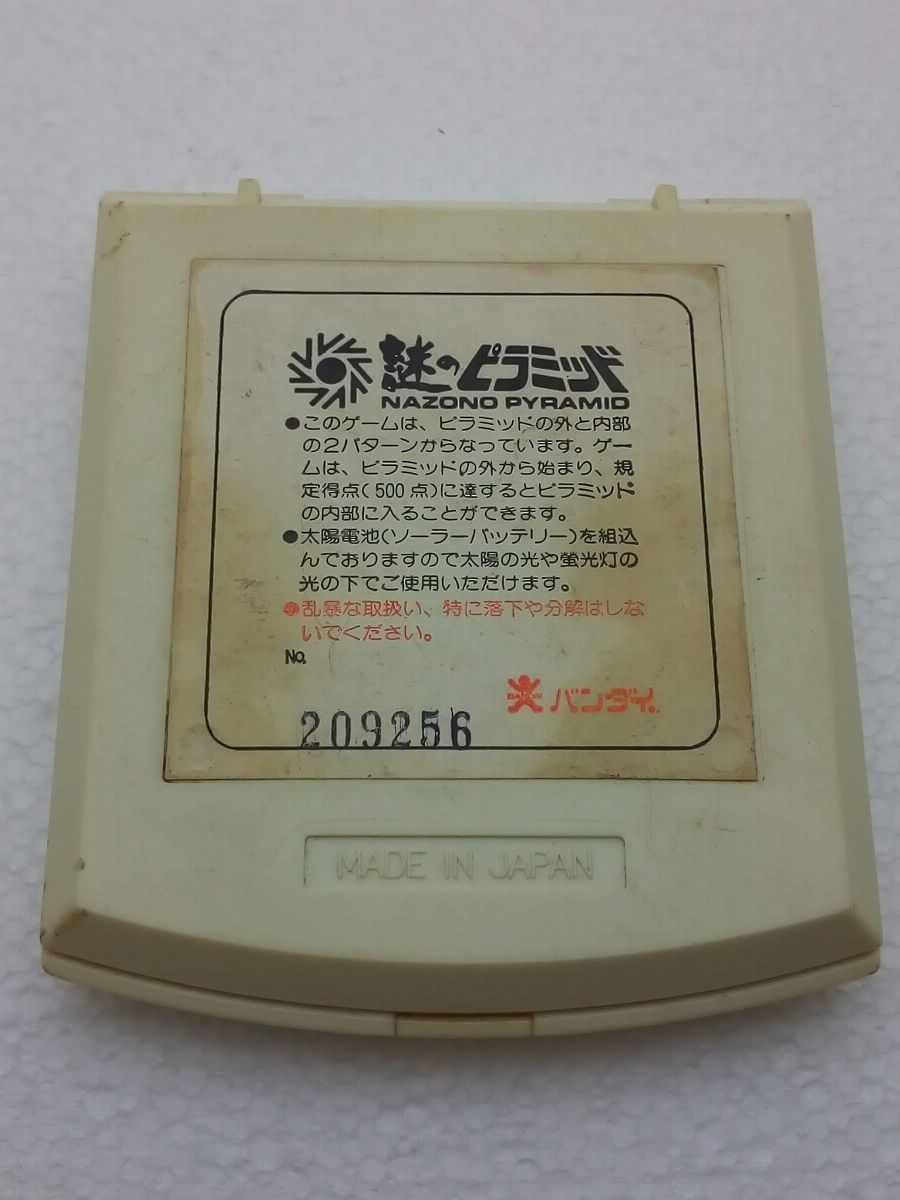 謎のピラミッド
NAZONO PYRAMID
●このゲームは、ピラミッドの外と内部
の2パターンからなっています。ゲー
ムは、ピラミッドの外から始まり、規
定得点(500点)に達するとピラミッド
の内部に入ることができます。
●太陽電池(ソーラーバッテリー)を組込
んでおりますので太陽の光や螢光灯の
光の下でご使用いただけます。
●乱暴な取扱い、特に落下や分解はしな
いでください。
No.
BANDAI バンダイ
209256
MADE IN JAPAN